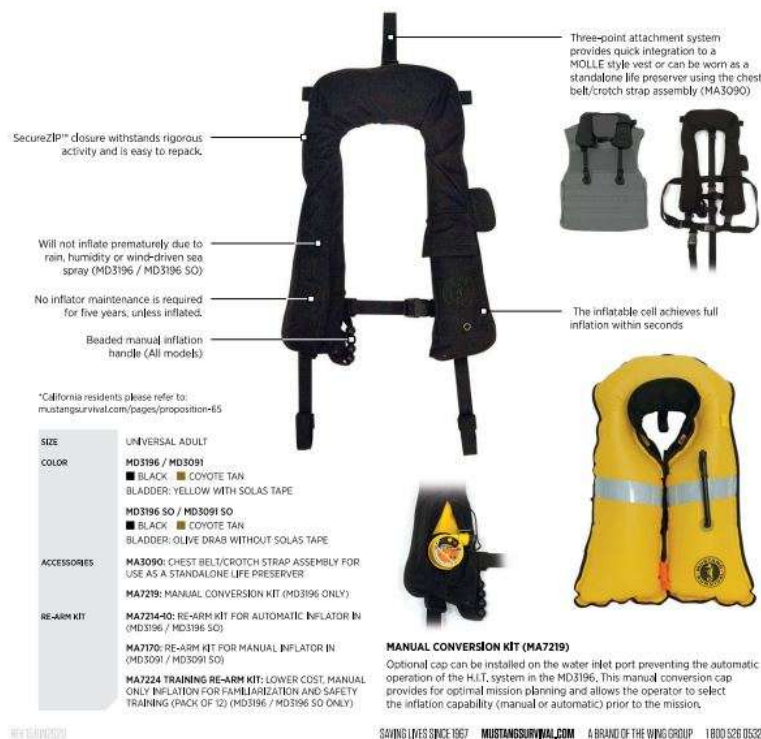 Three-point attachment system
provides quick integration to a
MOLLE style vest or can be worn as a
standalone life preserver using the chest
belt/crotch strap assembly (MA3090)
SecureZIP™ closure withstands rigorous
activity and is easy to repack.
Will not inflate prematurely due to
rain, humidity or wind-driven sea
spray (MD3196 / MD3196 SO)
No inflator maintenance is required
for five years, unless inflated.
Beaded manual inflation
handle (All models)
The inflatable cell achieves full
inflation within seconds
*California residents please refer to:
mustangsurvival.com/pages/proposition-65
SIZE UNIVERSAL ADULT
COLOR MD3196 / MD3091
BLACK COYOTE TAN
BLADDER: YELLOW WITH SOLAS TAPE
MD3196 SO / MD3091 SO
BLACK COYOTE TAN
BLADDER: OLIVE DRAB WITHOUT SOLAS TAPE
ACCESSORIES MA3090: CHEST BELT/CROTCH STRAP ASSEMBLY FOR
USE AS A STANDALONE LIFE PRESERVER
MA7219: MANUAL CONVERSION KIT (MD3196 ONLY)
RE-ARM KIT MA7214-10: RE-ARM KIT FOR AUTOMATIC INFLATOR IN
(MD3196 / MD3196 SO)
MA7170: RE-ARM KIT FOR MANUAL INFLATOR IN
(MD3091 / MD3091 SO)
MA7224 TRAINING RE-ARM KIT: LOWER COST, MANUAL
ONLY INFLATION FOR FAMILIARIZATION AND SAFETY
TRAINING (PACK OF 12) (MD3196 / MD3196 SO ONLY)
MUSTANG
SURVIVAL
MANUAL CONVERSION KIT (MA7219)
Optional cap can be installed on the water inlet port preventing the automatic
operation of the H.I.T. system in the MD3196. This manual conversion cap
provides for optimal mission planning and allows the operator to select
the inflation capability (manual or automatic) prior to the mission.
SAVING LIVES SINCE 1967 MUSTANGSURVIVAL.COM A BRAND OF THE WING GROUP 1 800 526 0532